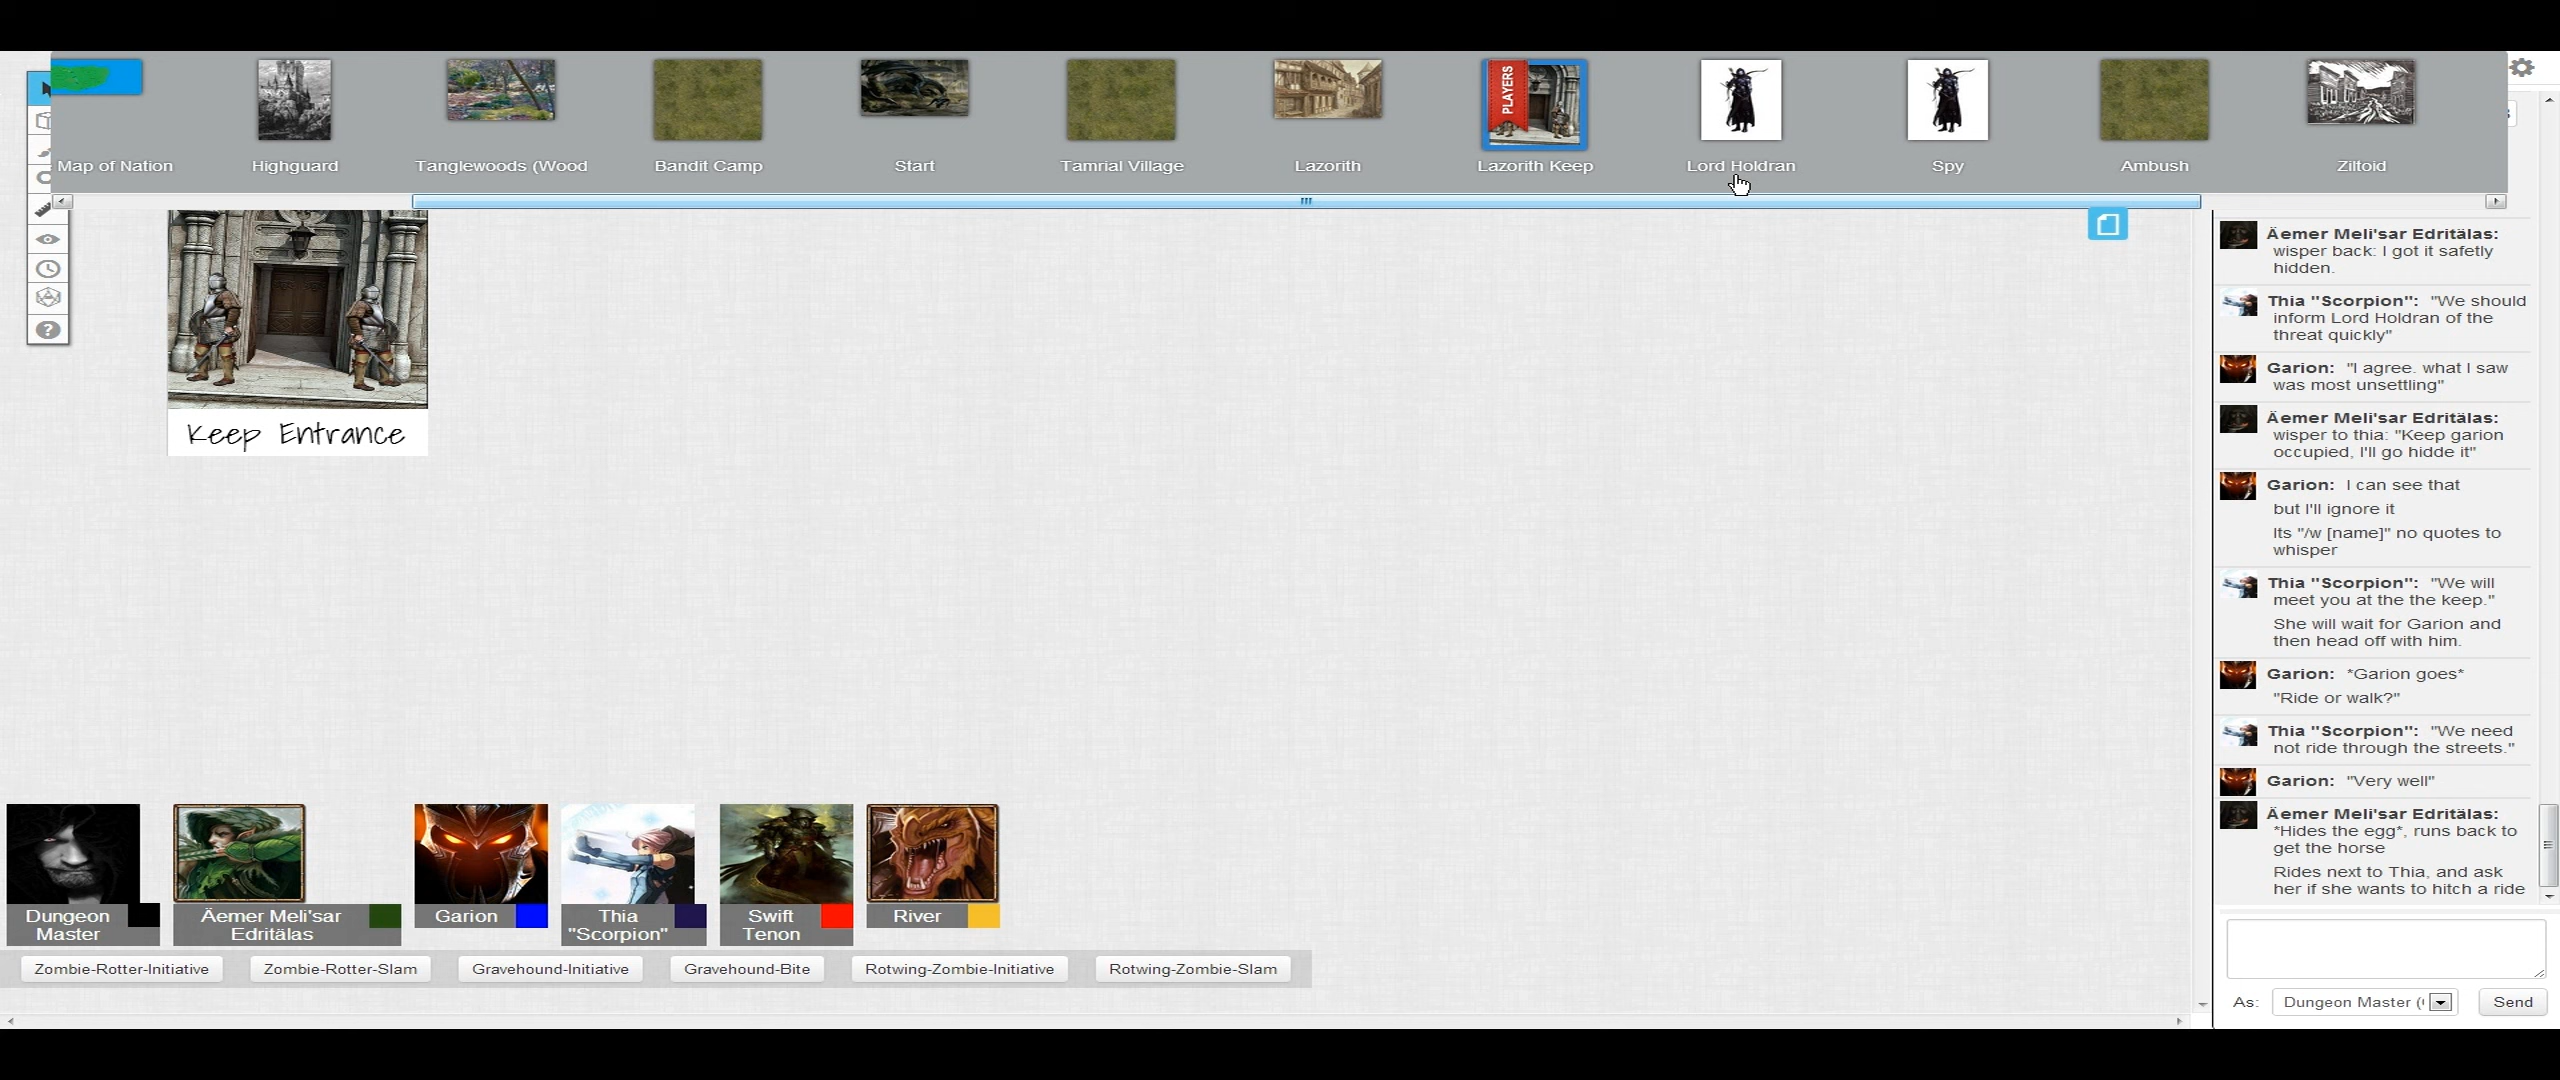 PLAYERS
Map of Nation
Highguard
Tanglewoods (Wood
Bandit Camp
Start
Tamrial Village
Lazorith
Lazorith Keep
Lord Holdran
Spy
Ambush
Ziltoid
Keep Entrance
Äemer Meli'sar Edritälas:
wisper back: I got it safetly
hidden.
Thia "Scorpion": "We should
inform Lord Holdran of the
threat quickly"
Garion: "I agree. what I saw
was most unsettling"
Äemer Meli'sar Edritälas:
wisper to thia: "Keep garion
occupied, I'll go hidde it"
Garion: I can see that
but I'll ignore it
Its "/w [name]" no quotes to
whisper
Thia "Scorpion": "We will
meet you at the the keep."
She will wait for Garion and
then head off with him.
Garion: *Garion goes*
"Ride or walk?"
Thia "Scorpion": "We need
not ride through the streets."
Garion: "Very well"
Äemer Meli'sar Edritälas:
*Hides the egg*, runs back to
get the horse
Rides next to Thia, and ask
her if she wants to hitch a ride
Dungeon
Master
Äemer Meli'sar
Edritälas
Garion
Thia
"Scorpion"
Swift
Tenon
River
Zombie-Rotter-Initiative
Zombie-Rotter-Slam
Gravehound-Initiative
Gravehound-Bite
Rotwing-Zombie-Initiative
Rotwing-Zombie-Slam
As:
Dungeon Master (
Send